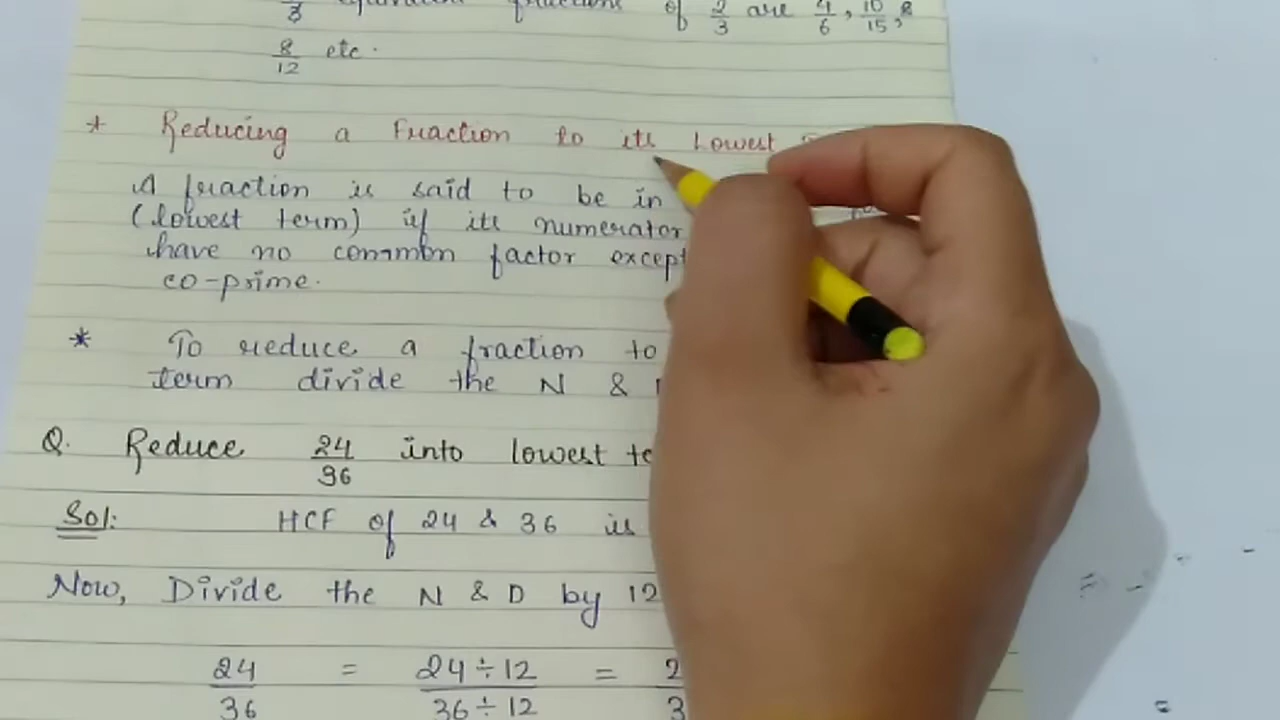 3 equivalent fractions of 2/3 are 4/6, 10/15, &
8/12 etc.
* Reducing a Fraction to its Lowest
A fraction is said to be in
(lowest term) if its numerator
have no common factor except
co-prime.
* To reduce a fraction to
term divide the N &
Q. Reduce 24/36 into lowest
Sol: HCF of 24 & 36 is
Now, Divide the N & D by 12
24/36 = 24÷12/36÷12 = 2/3